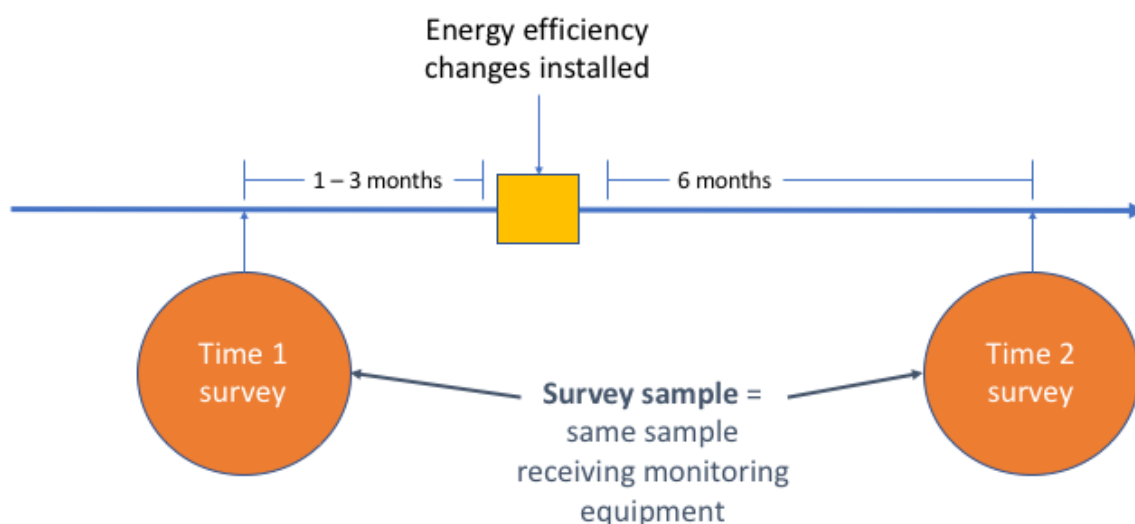 Energy efficiency
changes installed
1 – 3 months
6 months
Time 1
survey
Time 2
survey
Survey sample =
same sample
receiving monitoring
equipment